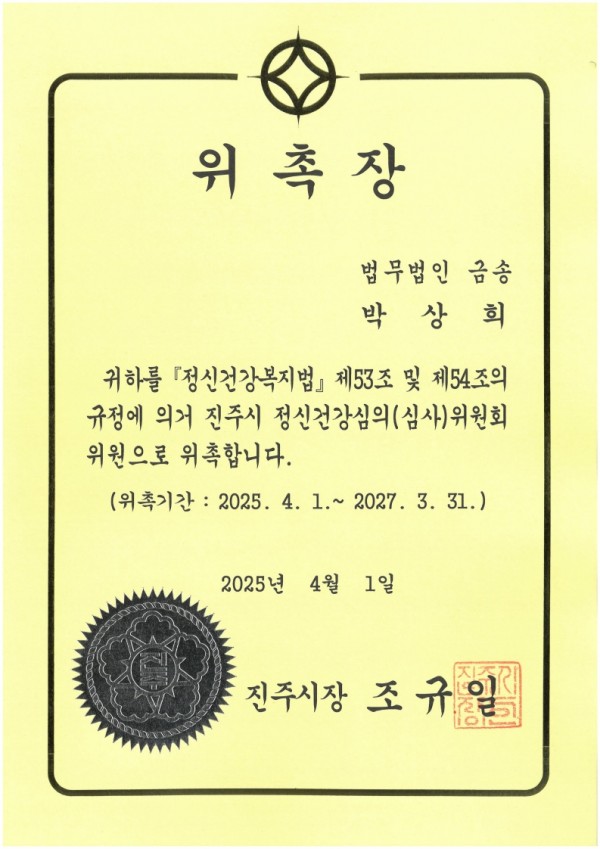 위촉장
법무법인 금송
박상희
귀하를 『정신건강복지법』 제53조 및 제54조의
규정에 의거 진주시 정신건강심의(심사)위원회
위원으로 위촉합니다.
(위촉기간 : 2025. 4. 1.~ 2027. 3. 31.)
2025년 4월 1일
진주시장 조규일